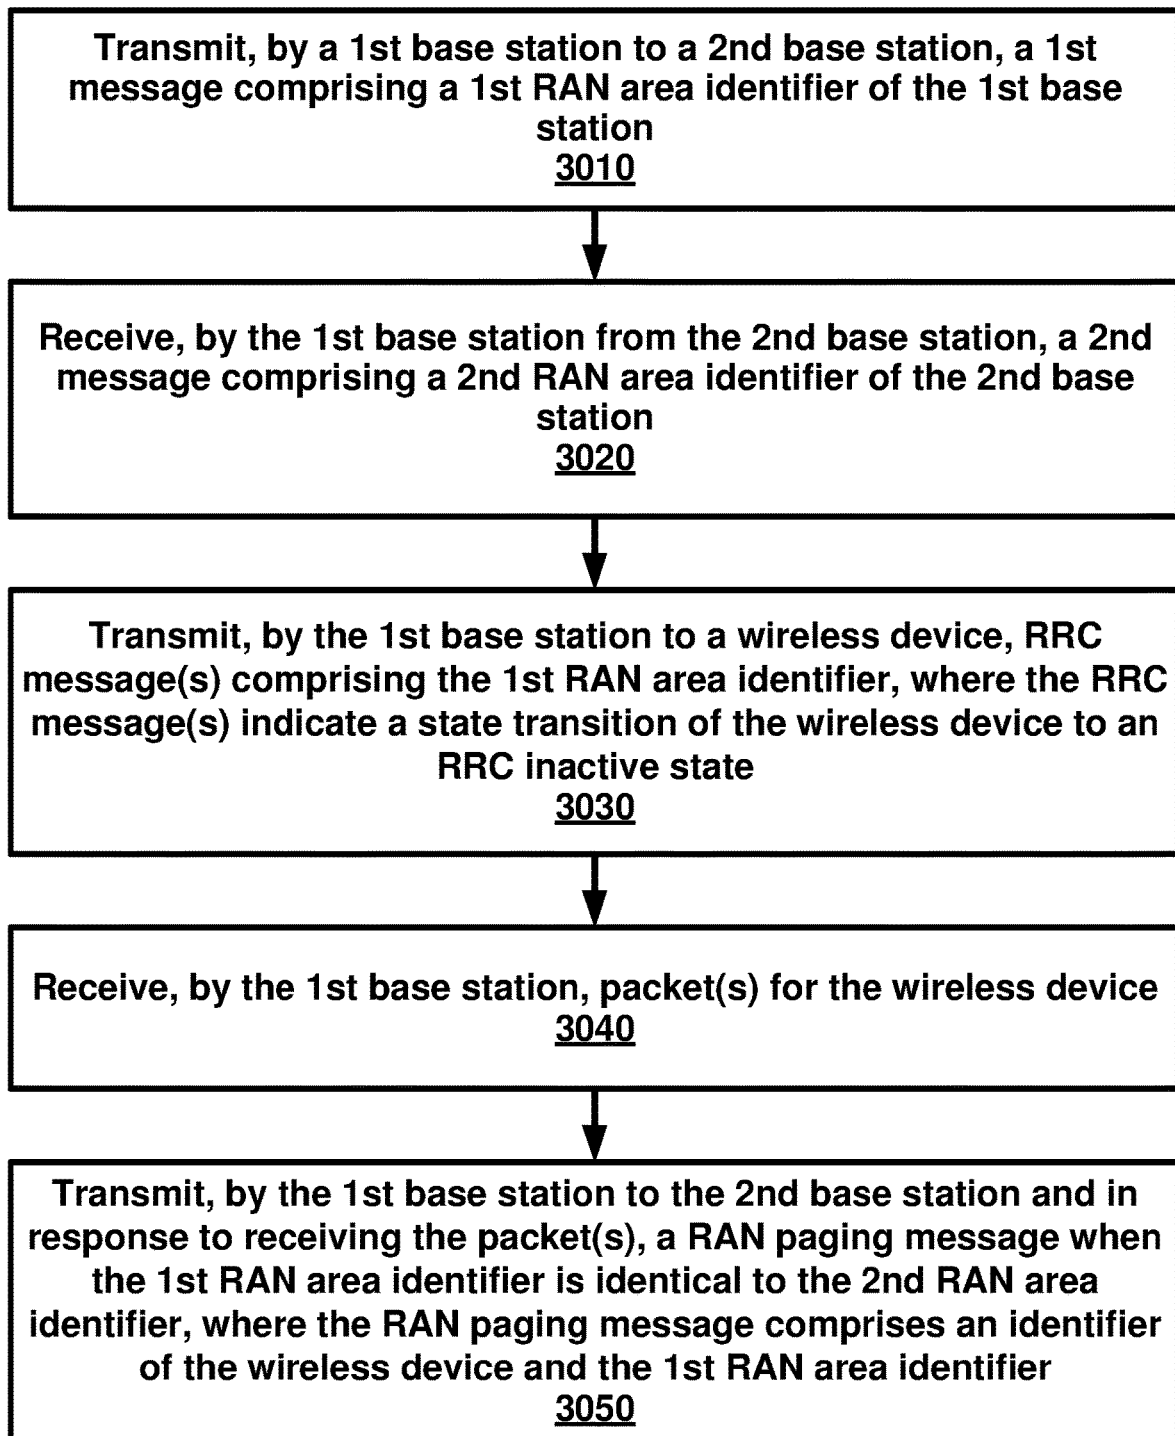 Transmit, by a 1st base station to a 2nd base station, a 1st
message comprising a 1st RAN area identifier of the 1st base
station
3010
Receive, by the 1st base station from the 2nd base station, a 2nd
message comprising a 2nd RAN area identifier of the 2nd base
station
3020
Transmit, by the 1st base station to a wireless device, RRC
message(s) comprising the 1st RAN area identifier, where the RRC
message(s) indicate a state transition of the wireless device to an
RRC inactive state
3030
Receive, by the 1st base station, packet(s) for the wireless device
3040
Transmit, by the 1st base station to the 2nd base station and in
response to receiving the packet(s), a RAN paging message when
the 1st RAN area identifier is identical to the 2nd RAN area
identifier, where the RAN paging message comprises an identifier
of the wireless device and the 1st RAN area identifier
3050